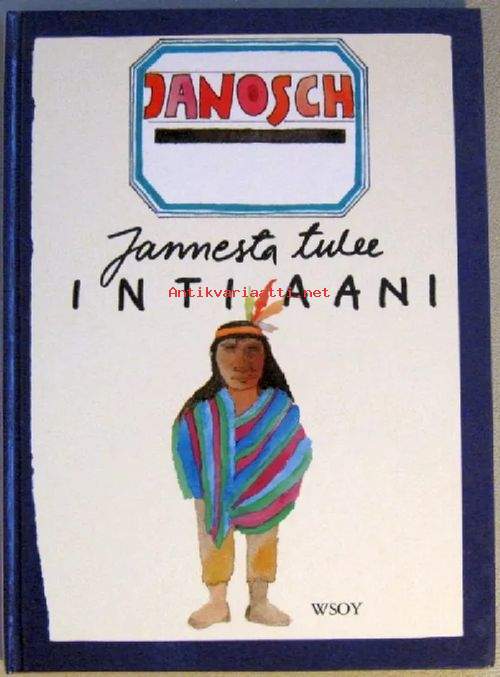 JANOSCH
Jannesta tulee
INTIAANI
Antikvariaatti.net
WSOY